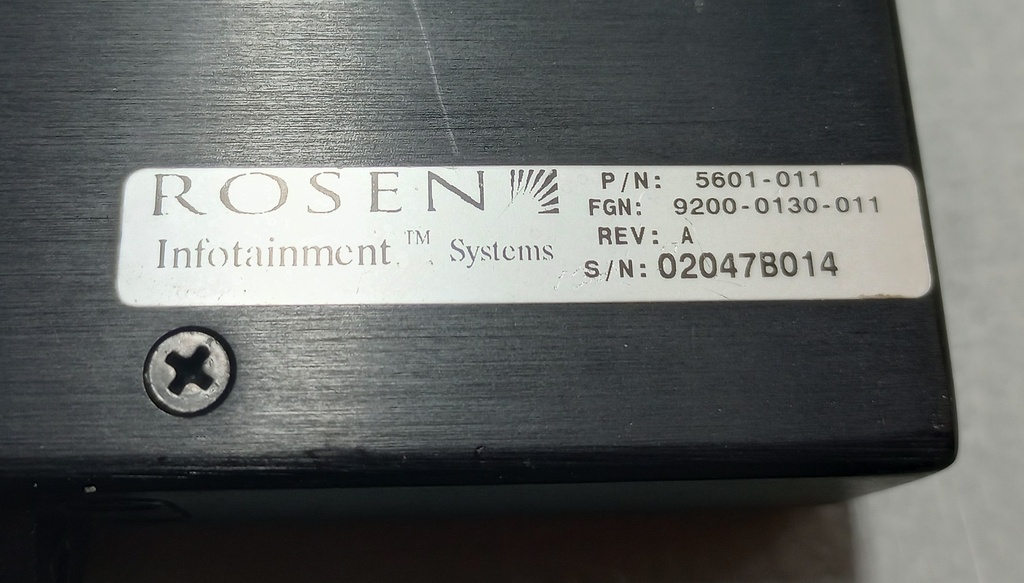 ROSEN
Infotainment™ Systems
P/N: 5601-011
FGN: 9200-0130-011
REV: A
S/N: 02047B014